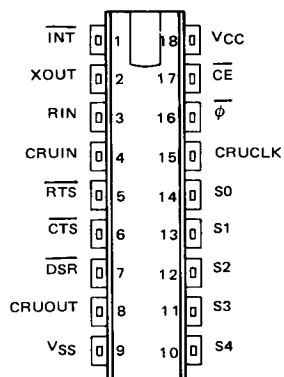 INT 1 18 VCC
XOUT 2 17 CE
RIN 3 16 ϕ
CRUIN 4 15 CRUCLK
RTS 5 14 S0
CTS 6 13 S1
DSR 7 12 S2
CRUOUT 8 11 S3
VSS 9 10 S4